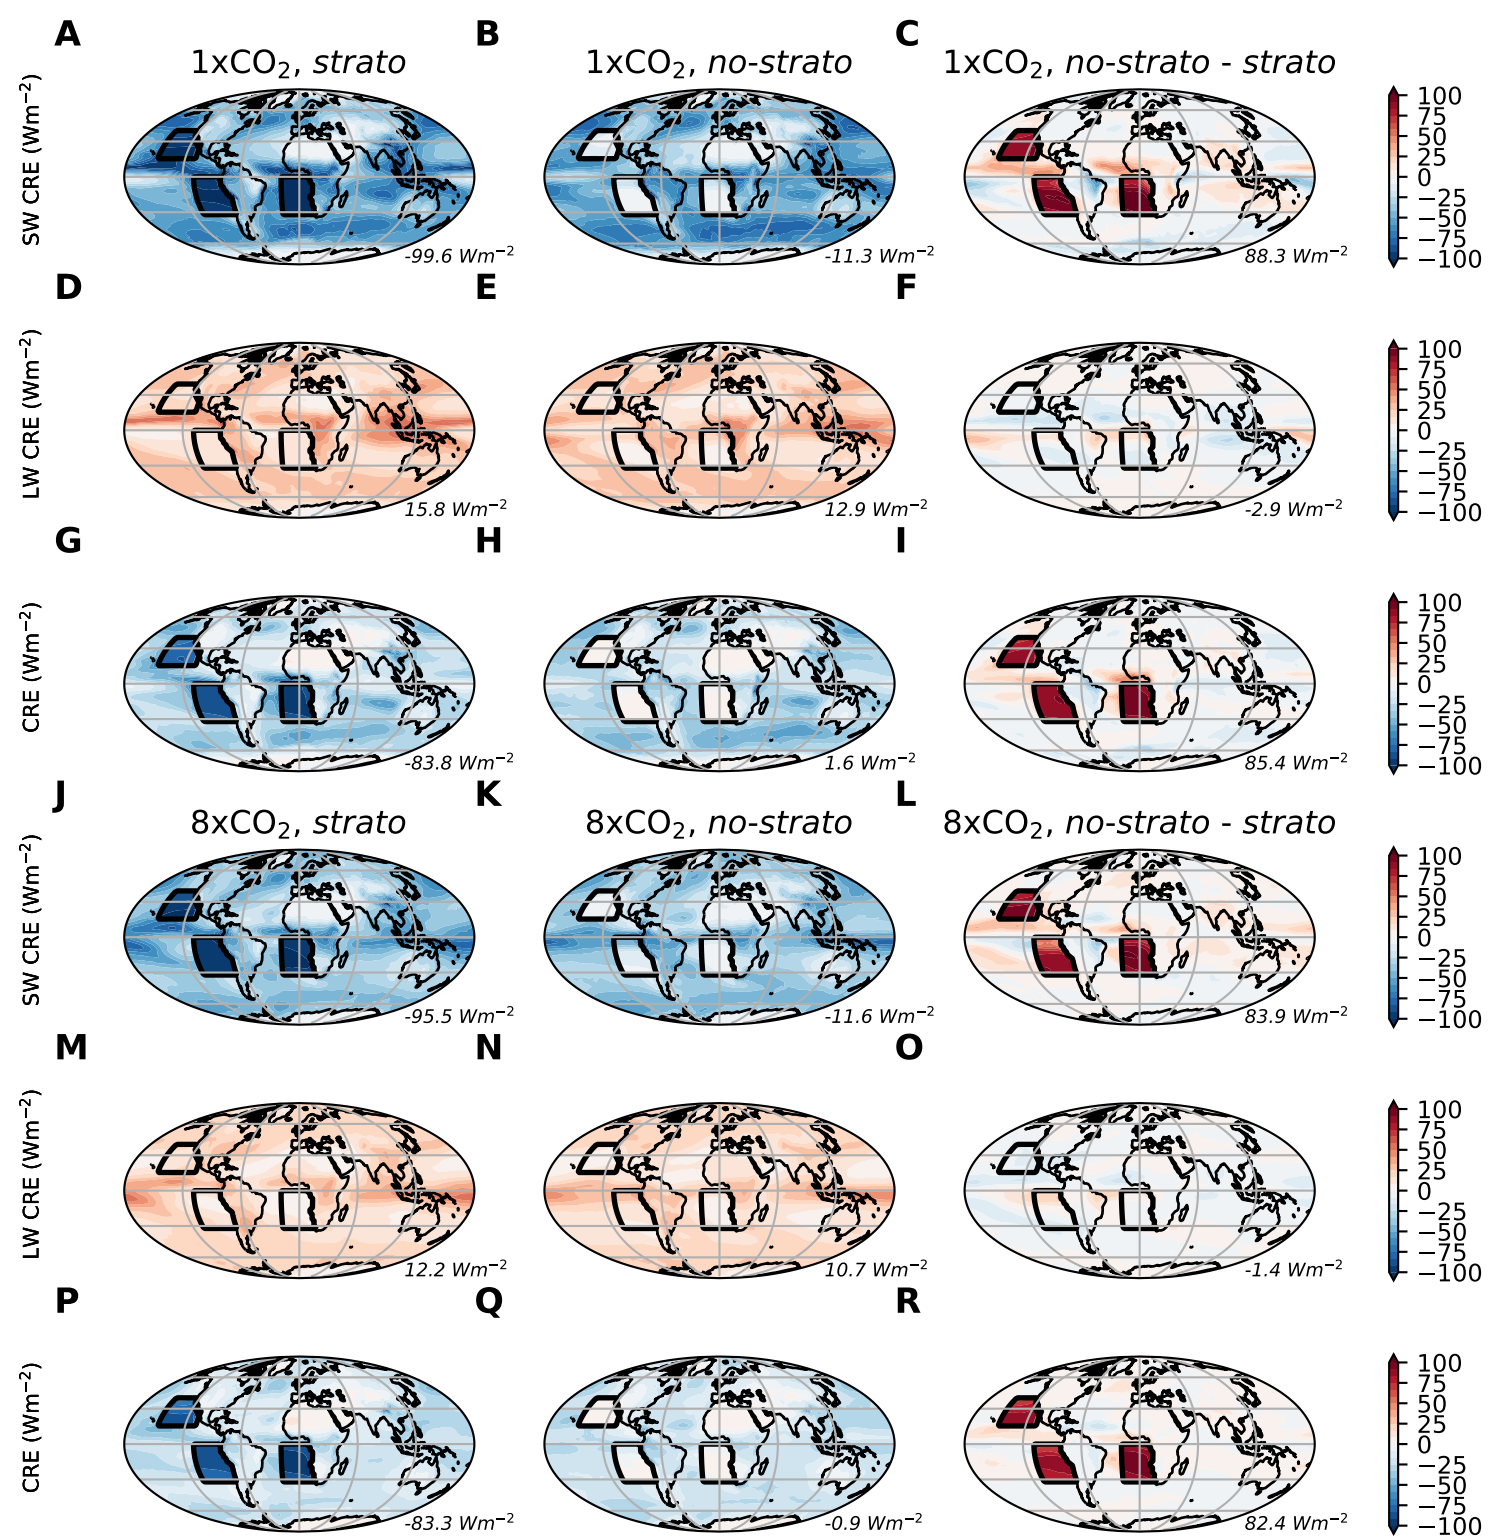 A
B
C
1xCO₂, strato
1xCO₂, no-strato
1xCO₂, no-strato - strato
SW CRE (Wm⁻²)
100
75
50
25
0
−25
−50
−75
−100
-99.6 Wm⁻²
-11.3 Wm⁻²
88.3 Wm⁻²
D
E
F
LW CRE (Wm⁻²)
100
75
50
25
0
−25
−50
−75
−100
15.8 Wm⁻²
12.9 Wm⁻²
-2.9 Wm⁻²
G
H
I
CRE (Wm⁻²)
100
75
50
25
0
−25
−50
−75
−100
-83.8 Wm⁻²
1.6 Wm⁻²
85.4 Wm⁻²
J
K
L
8xCO₂, strato
8xCO₂, no-strato
8xCO₂, no-strato - strato
SW CRE (Wm⁻²)
100
75
50
25
0
−25
−50
−75
−100
-95.5 Wm⁻²
-11.6 Wm⁻²
83.9 Wm⁻²
M
N
O
LW CRE (Wm⁻²)
100
75
50
25
0
−25
−50
−75
−100
12.2 Wm⁻²
10.7 Wm⁻²
-1.4 Wm⁻²
P
Q
R
CRE (Wm⁻²)
100
75
50
25
0
−25
−50
−75
−100
-83.3 Wm⁻²
-0.9 Wm⁻²
82.4 Wm⁻²